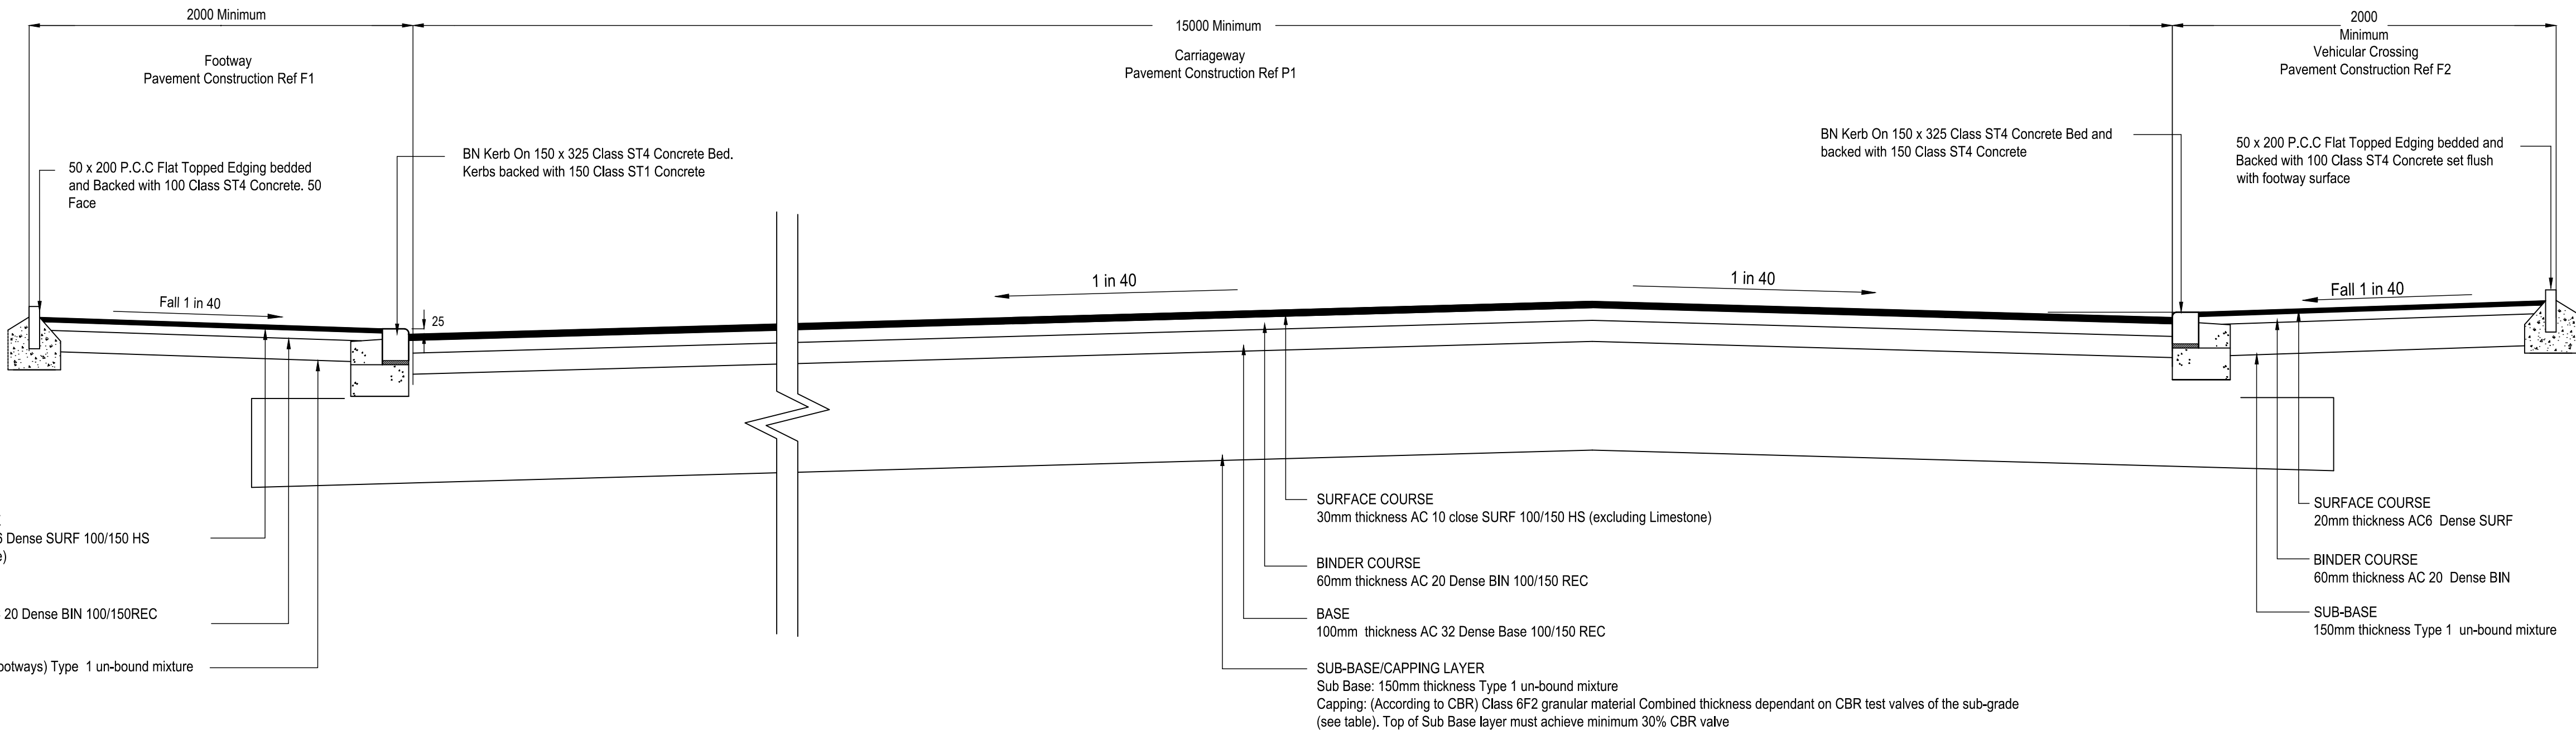 2000 Minimum
15000 Minimum
2000
Minimum
Footway
Pavement Construction Ref F1
Carriageway
Pavement Construction Ref P1
Vehicular Crossing
Pavement Construction Ref F2
50 x 200 P.C.C Flat Topped Edging bedded
and Backed with 100 Class ST4 Concrete. 50
Face
BN Kerb On 150 x 325 Class ST4 Concrete Bed.
Kerbs backed with 150 Class ST1 Concrete
BN Kerb On 150 x 325 Class ST4 Concrete Bed and
backed with 150 Class ST4 Concrete
50 x 200 P.C.C Flat Topped Edging bedded and
Backed with 100 Class ST4 Concrete set flush
with footway surface
Fall 1 in 40
25
1 in 40
1 in 40
Fall 1 in 40
Dense SURF 100/150 HS
20 Dense BIN 100/150REC
Type 1 un-bound mixture
SURFACE COURSE
30mm thickness AC 10 close SURF 100/150 HS (excluding Limestone)
BINDER COURSE
60mm thickness AC 20 Dense BIN 100/150 REC
BASE
100mm thickness AC 32 Dense Base 100/150 REC
SUB-BASE/CAPPING LAYER
Sub Base: 150mm thickness Type 1 un-bound mixture
Capping: (According to CBR) Class 6F2 granular material Combined thickness dependant on CBR test valves of the sub-grade
(see table). Top of Sub Base layer must achieve minimum 30% CBR valve
SURFACE COURSE
20mm thickness AC6 Dense SURF
BINDER COURSE
60mm thickness AC 20 Dense BIN
SUB-BASE
150mm thickness Type 1 un-bound mixture